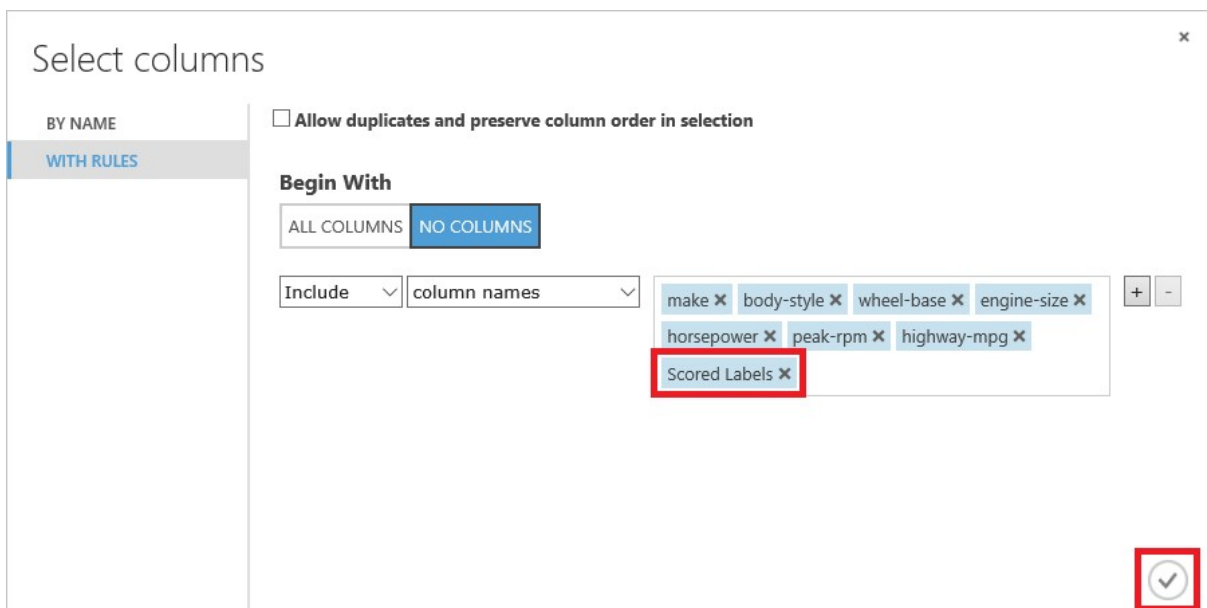 Select columns
BY NAME
WITH RULES
Allow duplicates and preserve column order in selection
Begin With
ALL COLUMNS NO COLUMNS
Include column names
make body-style wheel-base engine-size
horsepower peak-rpm highway-mpg
Scored Labels